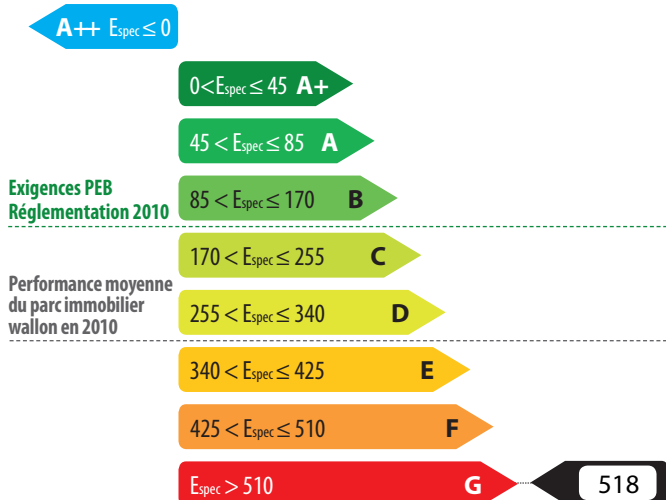 A++ Espec ≤ 0
0<Espec ≤ 45 A+
45 < Espec ≤ 85 A
Exigences PEB
Réglementation 2010
85 < Espec ≤ 170 B
170 < Espec ≤ 255 C
Performance moyenne
du parc immobilier
wallon en 2010
255 < Espec ≤ 340 D
340 < Espec ≤ 425 E
425 < Espec ≤ 510 F
Espec > 510 G
518